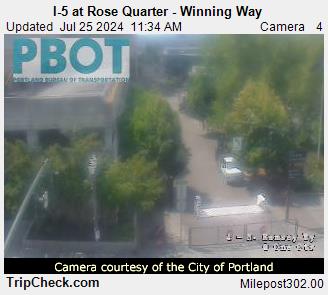 I-5 at Rose Quarter - Winning Way
Updated Jul 25 2024 11:34 AM Camera 4
PBOT
PORTLAND BUREAU OF TRANSPORTATION
Camera courtesy of the City of Portland
TripCheck.com Milepost302.00